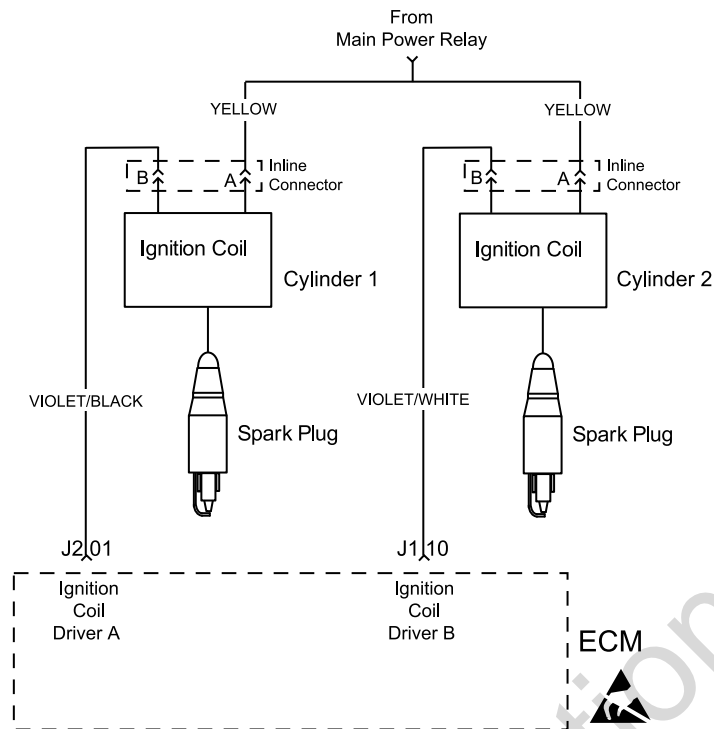 From
Main Power Relay
YELLOW
YELLOW
B
A
Inline
Connector
B
A
Inline
Connector
Ignition Coil
Cylinder 1
Ignition Coil
Cylinder 2
VIOLET/BLACK
VIOLET/WHITE
Spark Plug
Spark Plug
J2 01
J1 10
Ignition
Coil
Driver A
Ignition
Coil
Driver B
ECM